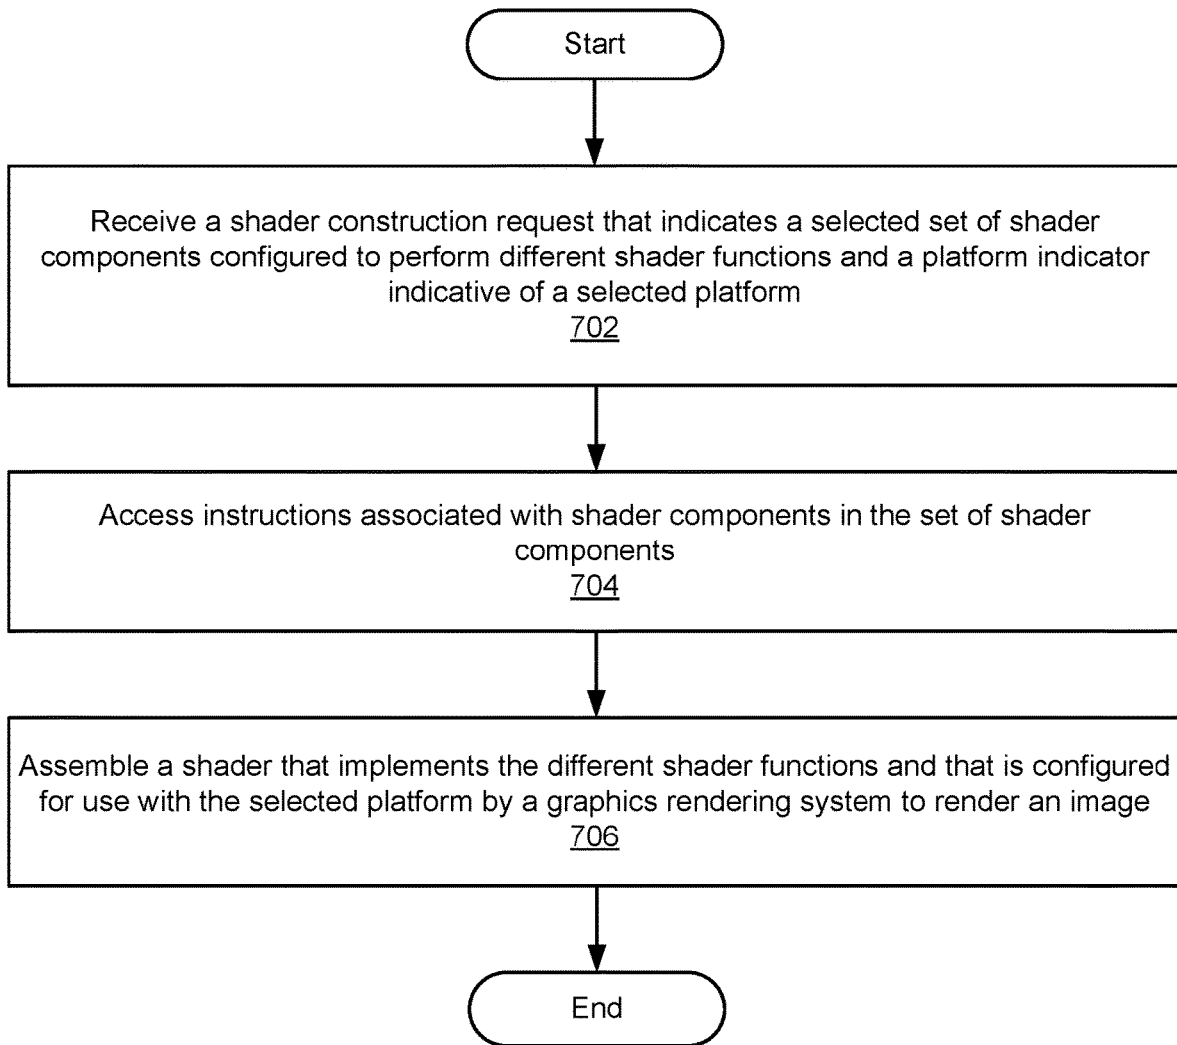 Start
Receive a shader construction request that indicates a selected set of shader
components configured to perform different shader functions and a platform indicator
indicative of a selected platform
702
Access instructions associated with shader components in the set of shader
components
704
Assemble a shader that implements the different shader functions and that is configured
for use with the selected platform by a graphics rendering system to render an image
706
End